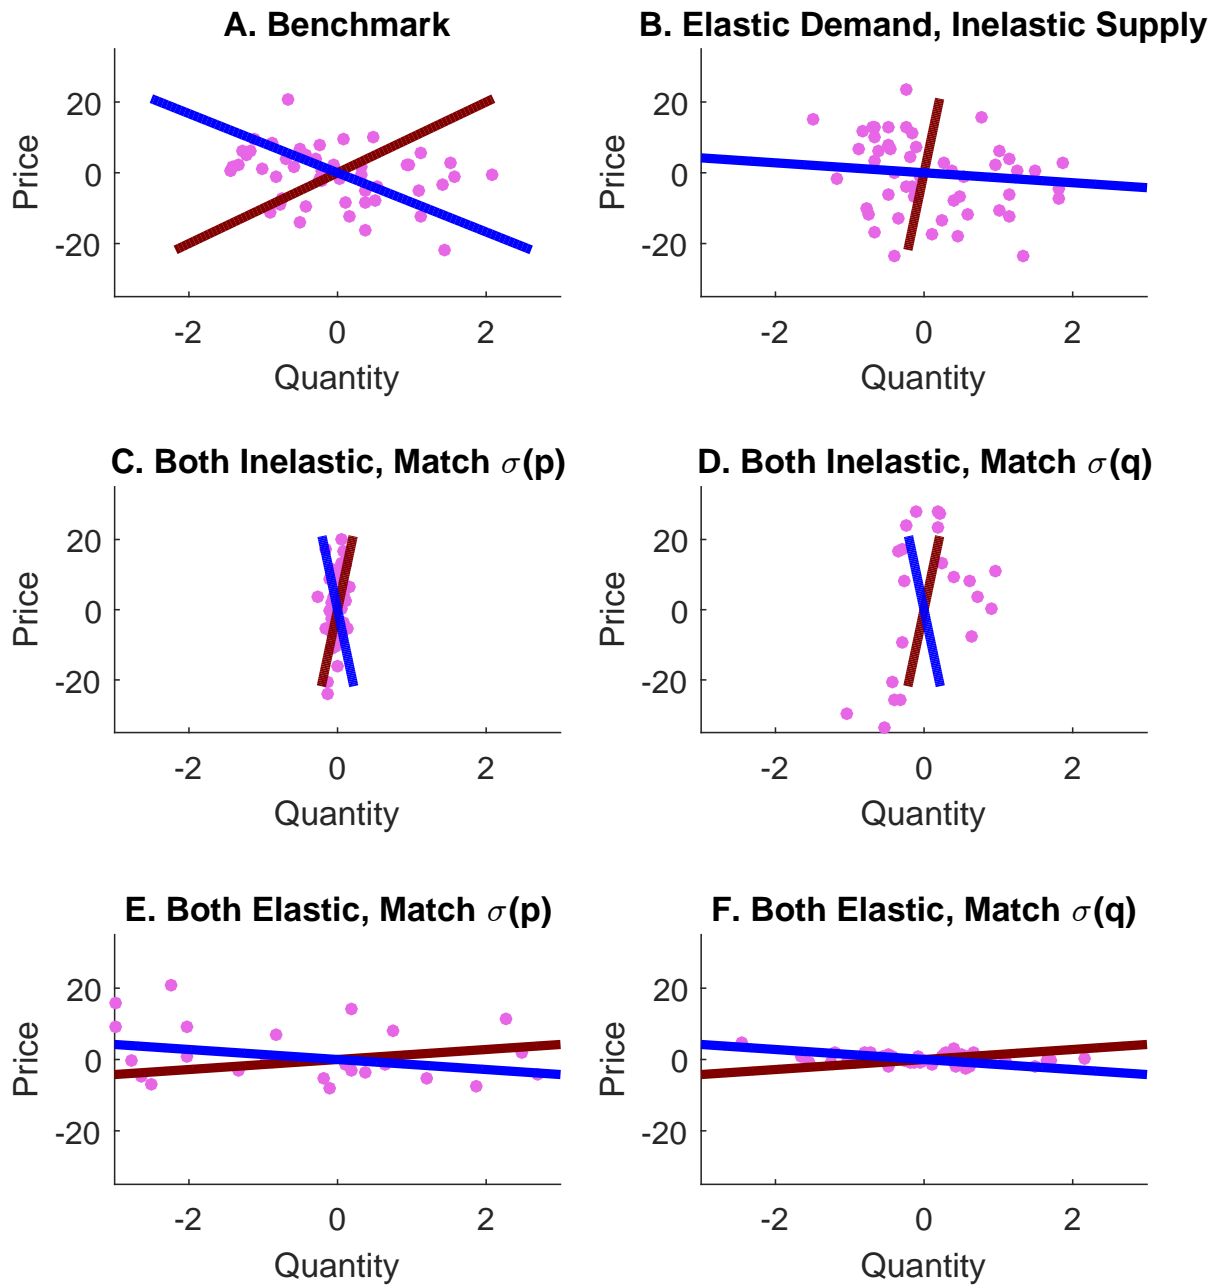 A. Benchmark
20
0
-20
Price
-2 0 2
Quantity
B. Elastic Demand, Inelastic Supply
20
0
-20
Price
-2 0 2
Quantity
C. Both Inelastic, Match σ(p)
20
0
-20
Price
-2 0 2
Quantity
D. Both Inelastic, Match σ(q)
20
0
-20
Price
-2 0 2
Quantity
E. Both Elastic, Match σ(p)
20
0
-20
Price
-2 0 2
Quantity
F. Both Elastic, Match σ(q)
20
0
-20
Price
-2 0 2
Quantity